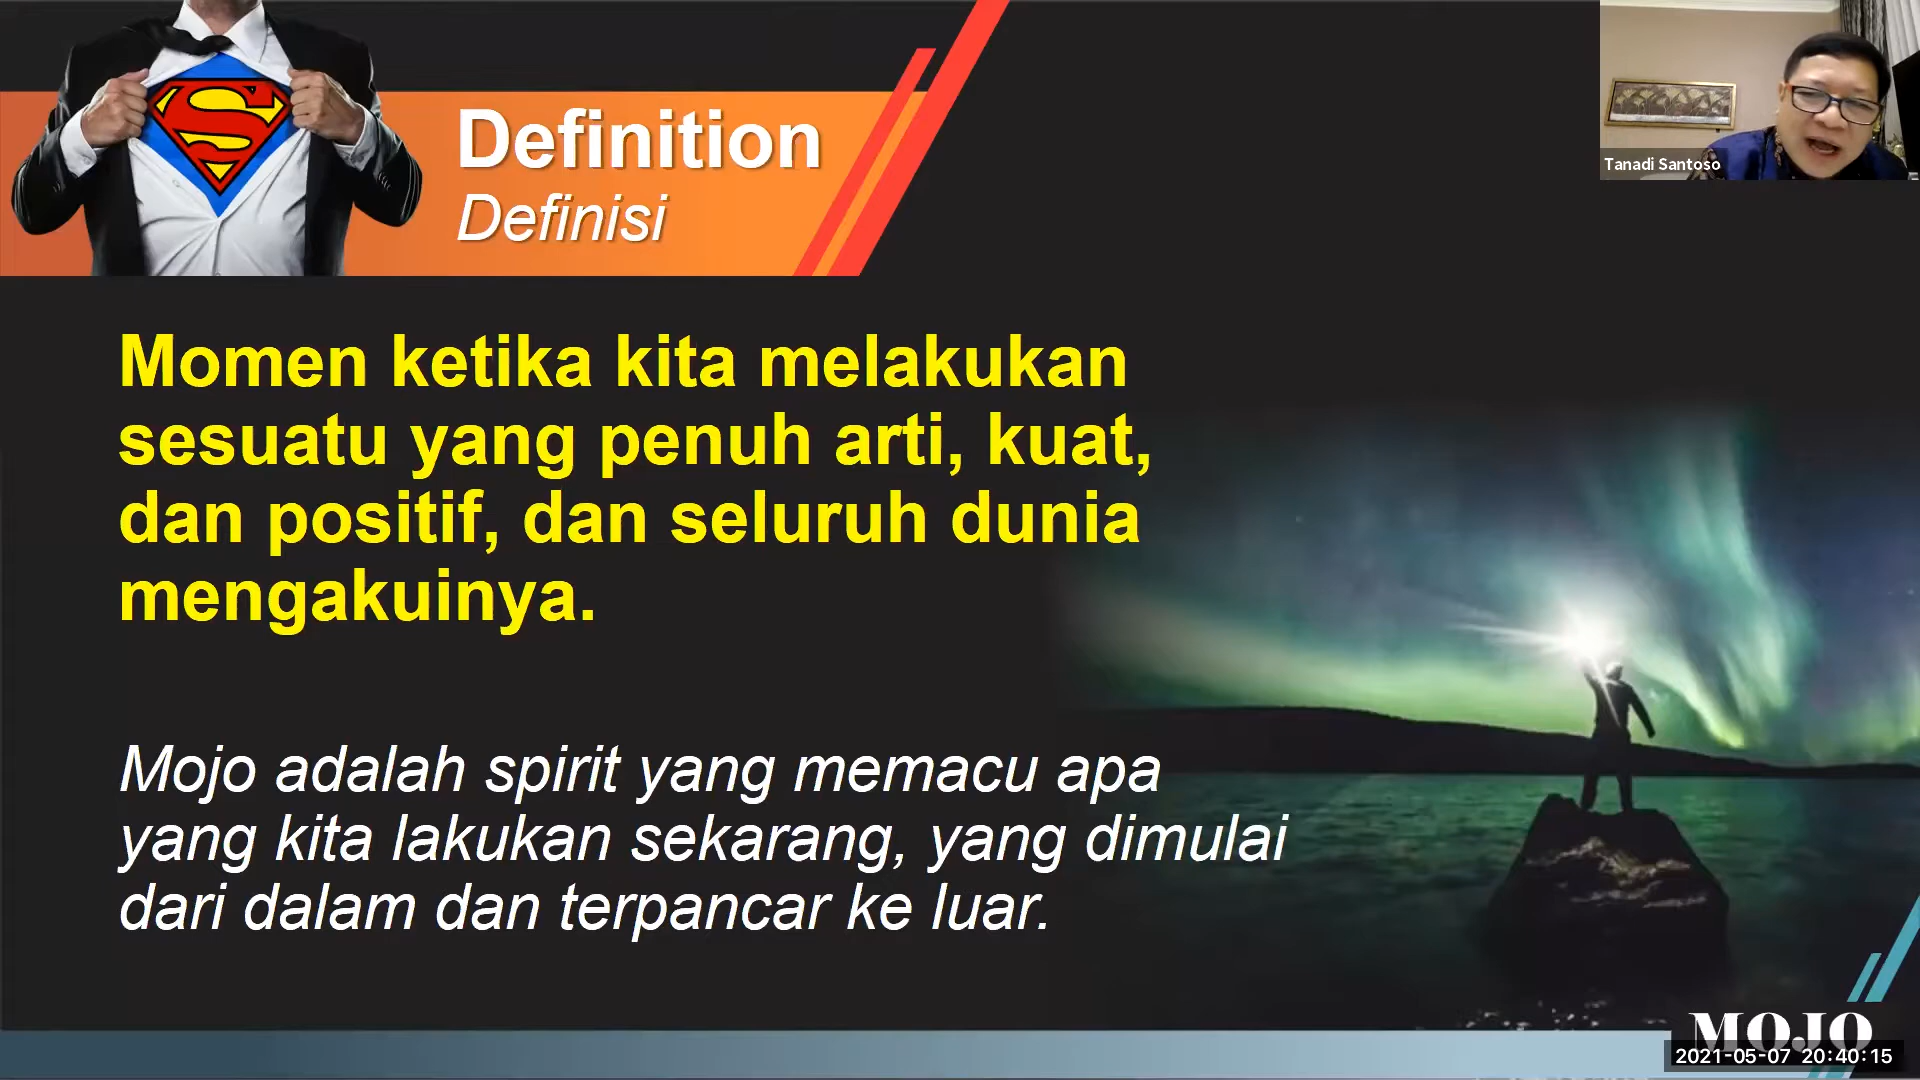 Definition
Definisi
Tanadi Santoso
Momen ketika kita melakukan
sesuatu yang penuh arti, kuat,
dan positif, dan seluruh dunia
mengakuinya.
Mojo adalah spirit yang memacu apa
yang kita lakukan sekarang, yang dimulai
dari dalam dan terpancar ke luar.
MOJO
2021-05-07 20:40:15